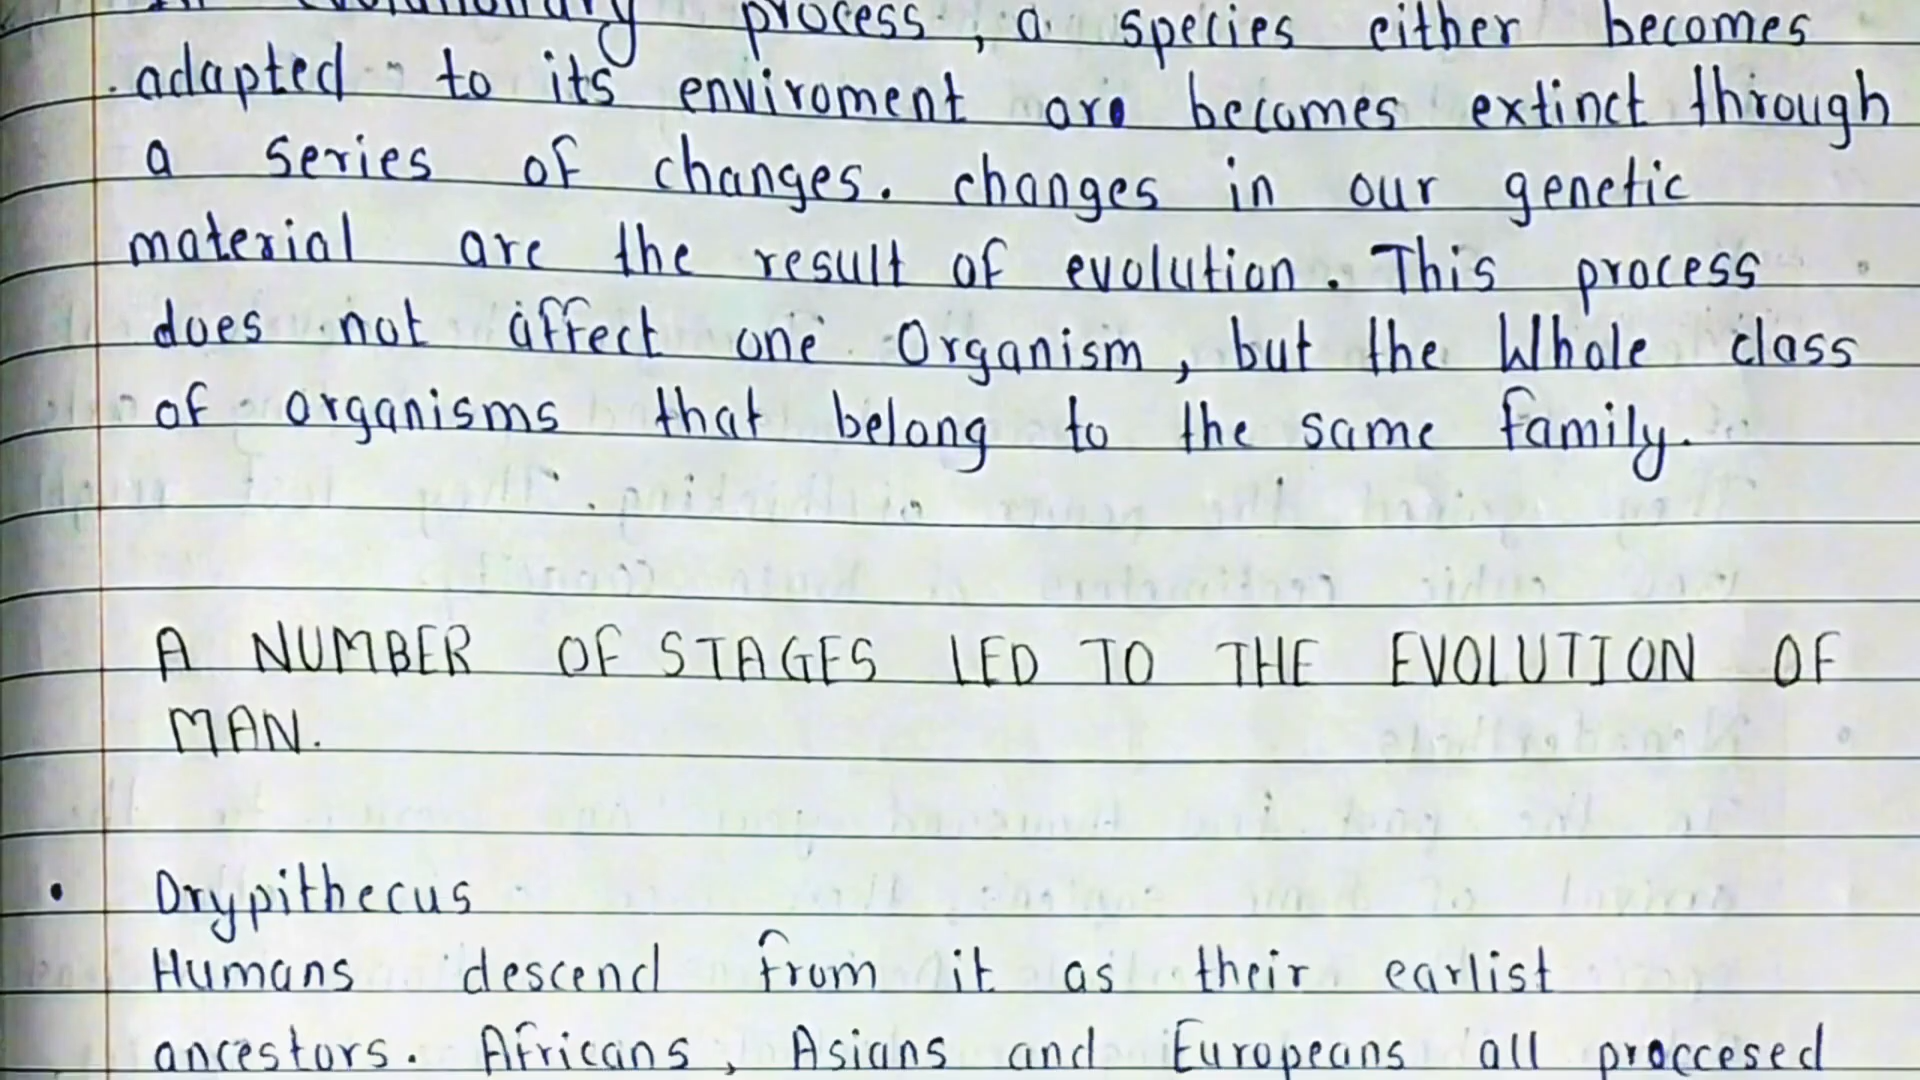 In evolutionary process, a species either becomes
adapted to its enviroment are becomes extinct through
a series of changes. changes in our genetic
material are the result of evolution. This process
does not affect one Organism, but the Whole class
of organisms that belong to the same family.
A NUMBER OF STAGES LED TO THE EVOLUTION OF
MAN.
• Drypithecus
Humans descend from it as their earlist
ancestors. Africans, Asians and Europeans all proccesed